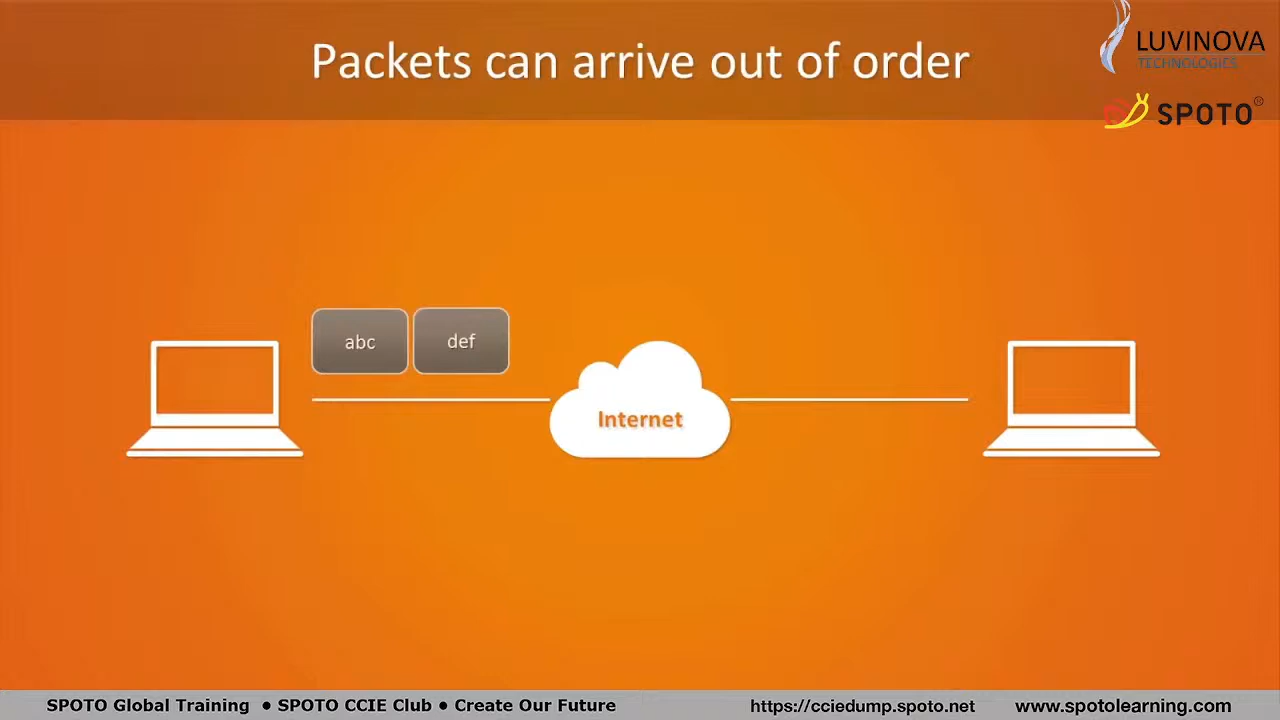 Packets can arrive out of order
LUVINOVA
TECHNOLOGIES
SPOTO®
abc
def
Internet
SPOTO Global Training ● SPOTO CCIE Club ● Create Our Future
https://cciedump.spoto.net
www.spotolearning.com